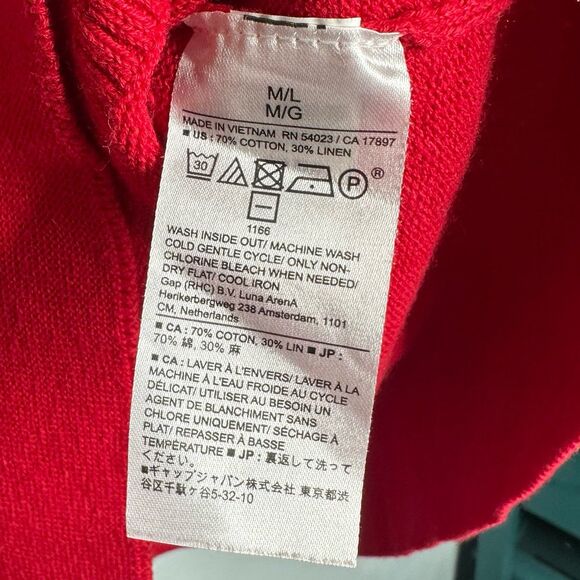 M/L
M/G
MADE IN VIETNAM RN 54023 / CA 17897
■ US : 70% COTTON, 30% LINEN
30 P ®
1166
WASH INSIDE OUT/ MACHINE WASH
COLD GENTLE CYCLE/ ONLY NON-
CHLORINE BLEACH WHEN NEEDED/
DRY FLAT/ COOL IRON
Gap (RHC) B.V. Luna ArenA
Herikerbergweg 238 Amsterdam, 1101
CM, Netherlands
■ CA : 70% COTON, 30% LIN ■ JP :
70% 綿, 30% 麻
■ CA : LAVER À L'ENVERS/ LAVER À LA
MACHINE À L'EAU FROIDE AU CYCLE
DÉLICAT/ UTILISER AU BESOIN UN
AGENT DE BLANCHIMENT SANS
CHLORE UNIQUEMENT/ SÉCHAGE À
PLAT/ REPASSER À BASSE
TEMPÉRATURE ■ JP : 裏返して洗って
ください。
■ギャップジャパン株式会社 東京都渋
谷区千駄ヶ谷5-32-10